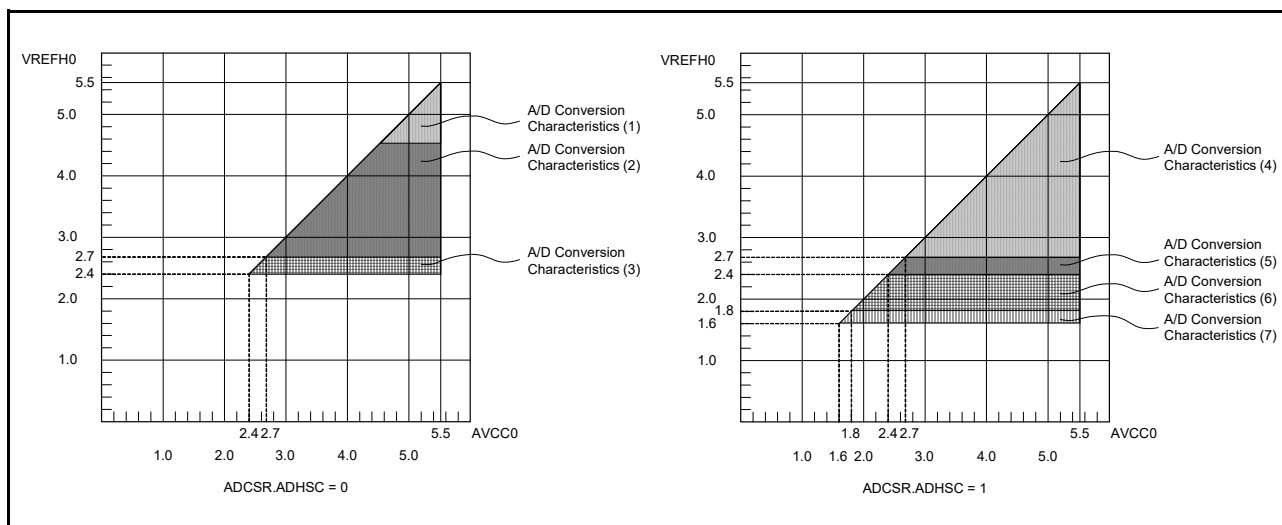 VREFH0
5.5
5.0
4.0
3.0
2.7
2.4
2.0
1.0
A/D Conversion
Characteristics (1)
A/D Conversion
Characteristics (2)
A/D Conversion
Characteristics (3)
2.4 2.7 5.5 AVCC0
1.0 2.0 3.0 4.0 5.0
ADCSR.ADHSC = 0
VREFH0
5.5
5.0
4.0
3.0
2.7
2.4
2.0
1.8
1.6
1.0
A/D Conversion
Characteristics (4)
A/D Conversion
Characteristics (5)
A/D Conversion
Characteristics (6)
A/D Conversion
Characteristics (7)
1.8 2.4 2.7 5.5 AVCC0
1.0 1.6 2.0 3.0 4.0 5.0
ADCSR.ADHSC = 1